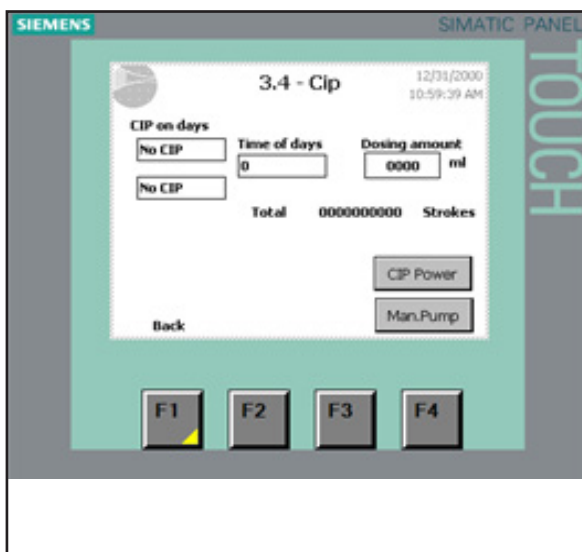 SIEMENS
SIMATIC PANEL
TOUCH
3.4 - Cip
12/31/2000
10:59:39 AM
CIP on days
No CIP
Time of days
Dosing amount
0
0000 ml
No CIP
Total 0000000000 Strokes
CIP Power
Man.Pump
Back
F1 F2 F3 F4